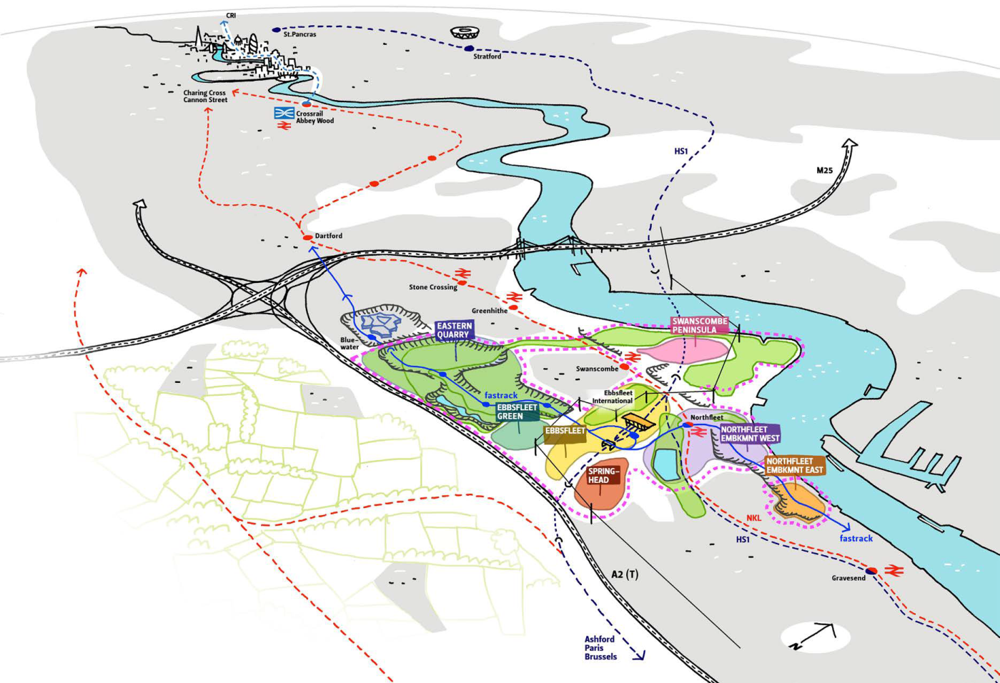 CRI
St.Pancras
Stratford
Charing Cross
Cannon Street
Crossrail
Abbey Wood
HS1
M25
Dartford
Stone Crossing
Greenhithe
Blue-
water
EASTERN
QUARRY
SWANSCOMBE
PENINSULA
Swanscombe
fastrack
Ebbsfleet
International
EBBSFLEET
GREEN
EBBSFLEET
Northfleet
NORTHFLEET
EMBKMNT WEST
NORTHFLEET
EMBKMNT EAST
SPRING-
HEAD
NKL
HS1
fastrack
A2 (T)
Gravesend
Ashford
Paris
Brussels
N